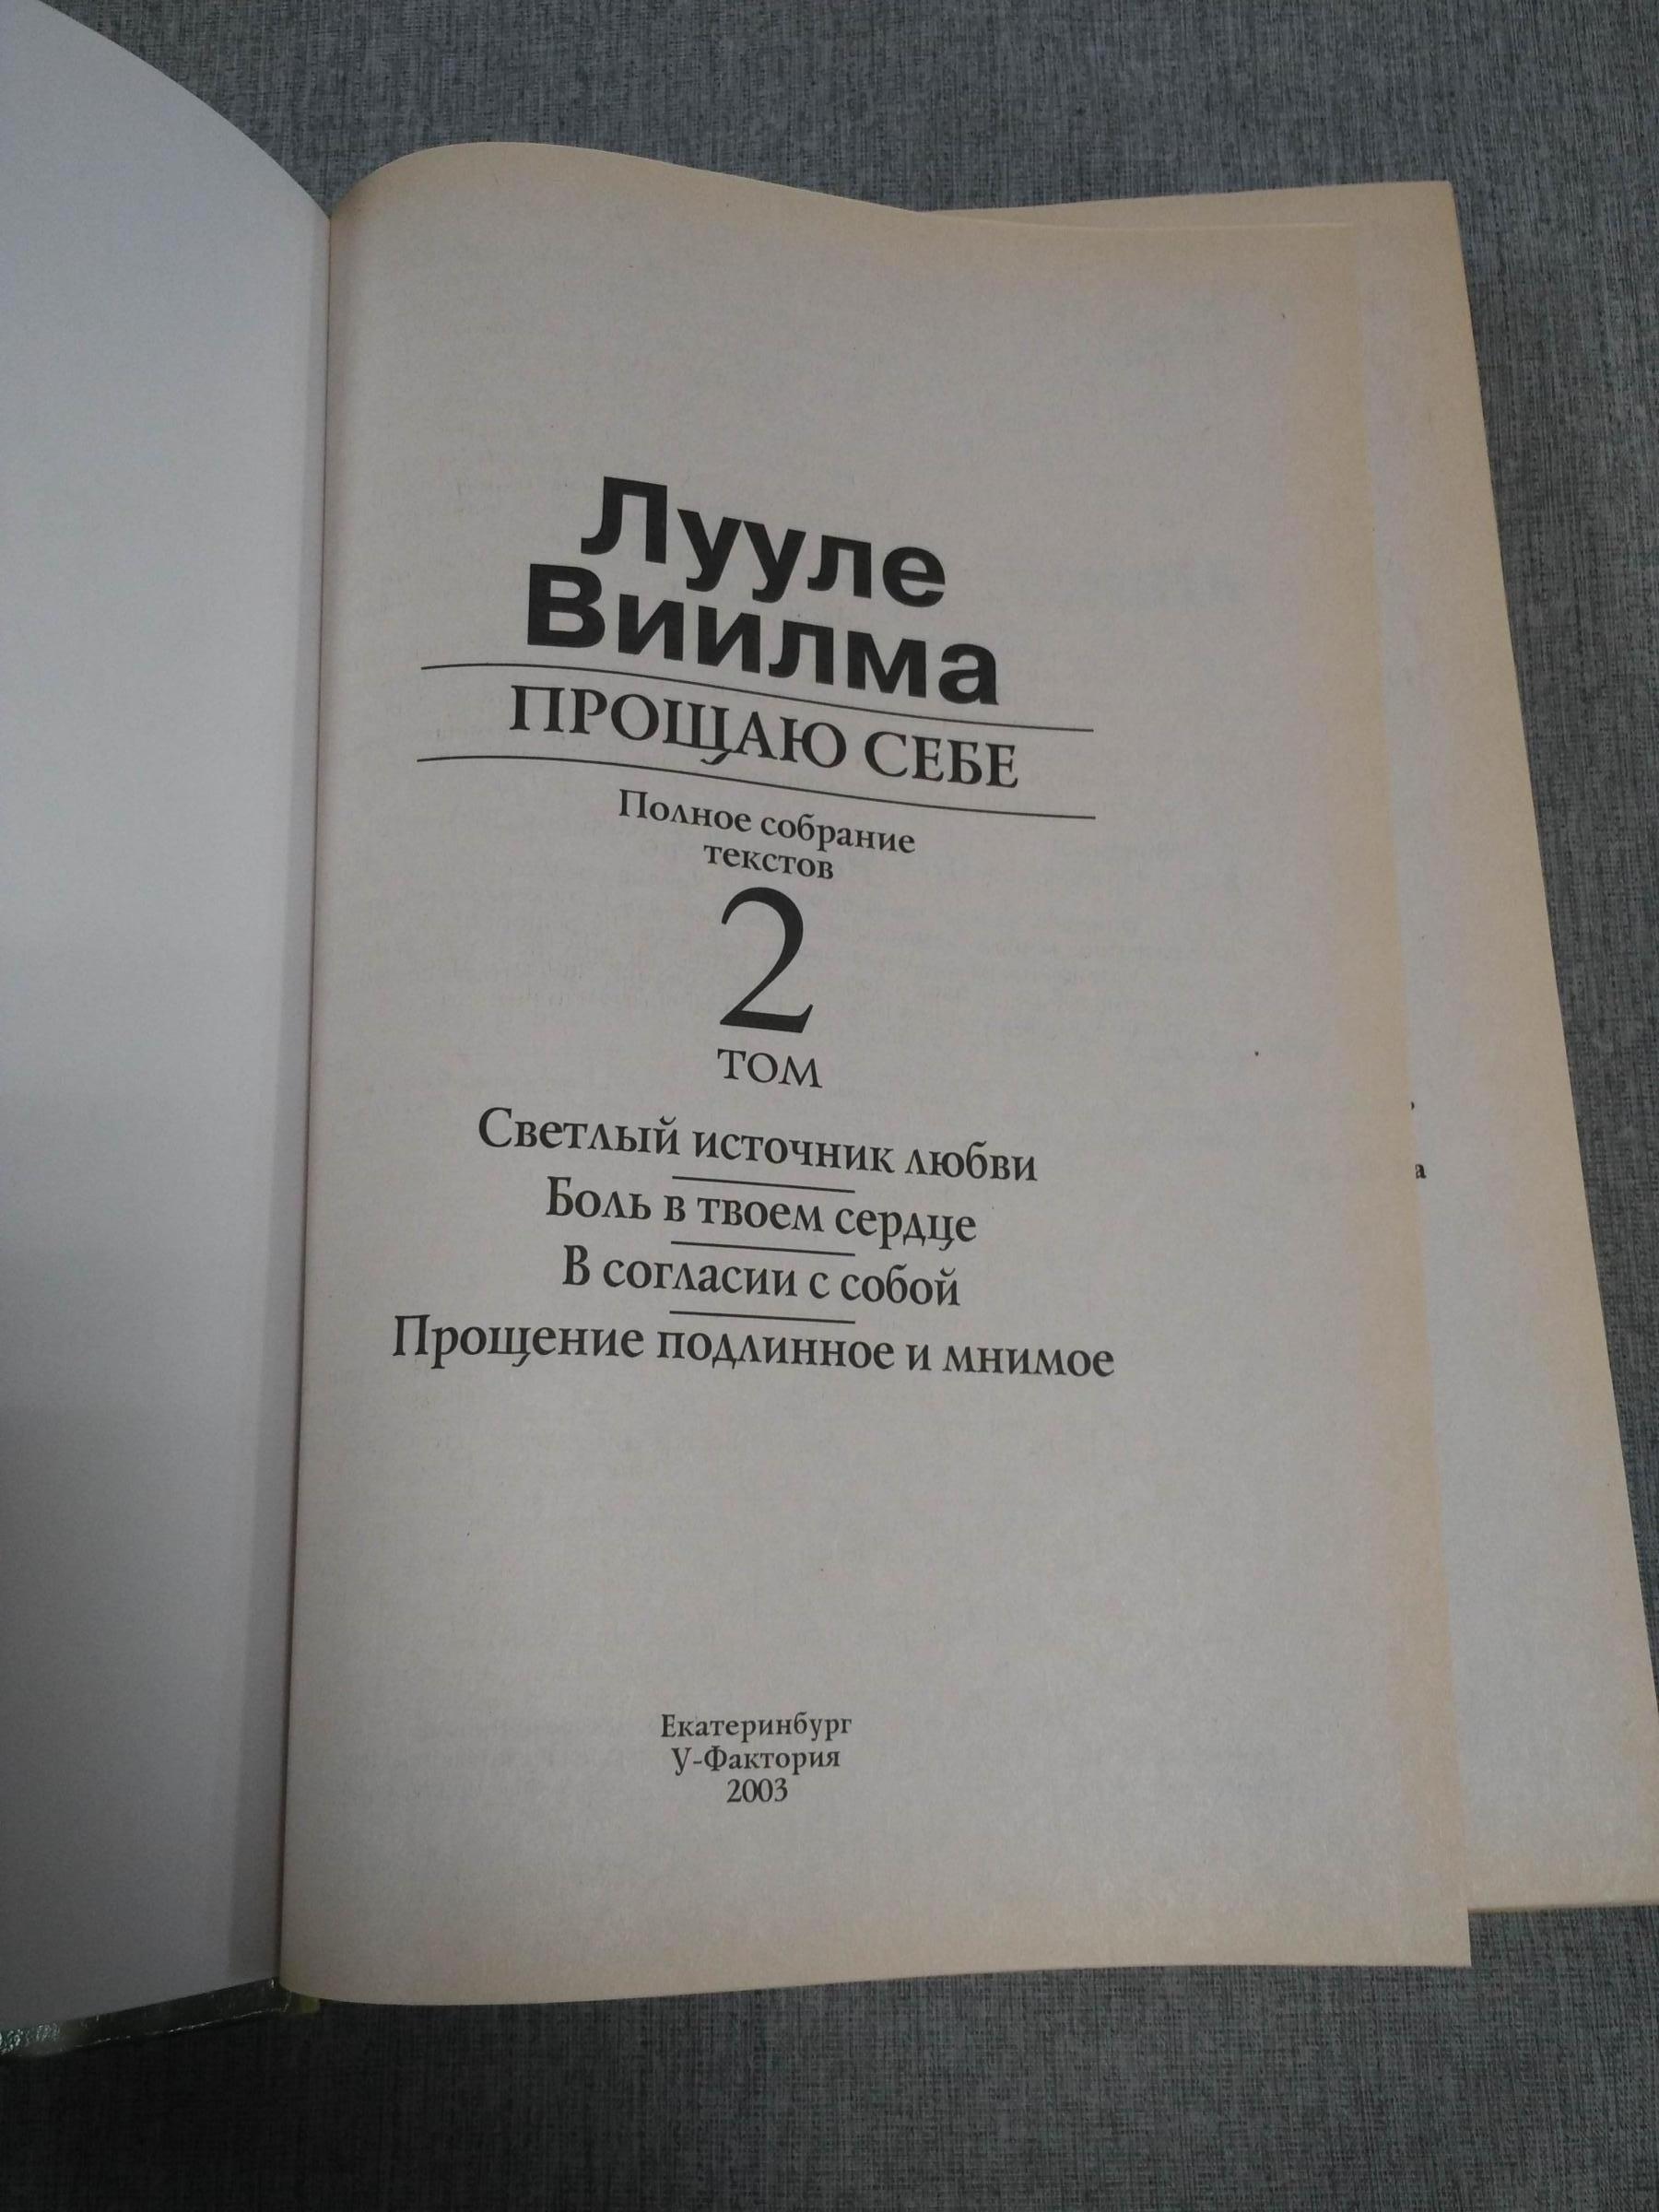 Лууле
Виилма
ПРОЩАЮ СЕБЕ
Полное собрание
текстов
2
ТОМ
Светлый источник любви
Боль в твоем сердце
В согласии с собой
Прощение подлинное и мнимое
Екатеринбург
У-Фактория
2003